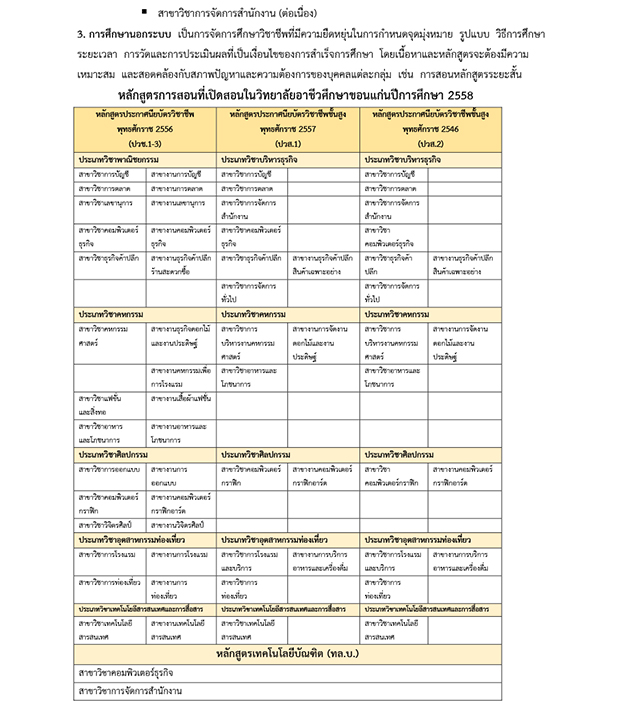 ▪ สาขาวิชาการจัดการสำนักงาน (ต่อเนื่อง)
3. การศึกษานอกระบบ เป็นการจัดการศึกษาวิชาชีพที่มีความยืดหยุ่นในการกำหนดจุดมุ่งหมาย รูปแบบ วิธีการศึกษา
ระยะเวลา การวัดและการประเมินผลที่เป็นเงื่อนไขของการสำเร็จการศึกษา โดยเนื้อหาและหลักสูตรจะต้องมีความ
เหมาะสม และสอดคล้องกับสภาพปัญหาและความต้องการของบุคคลแต่ละกลุ่ม เช่น การสอนหลักสูตรระยะสั้น
หลักสูตรการสอนที่เปิดสอนในวิทยาลัยอาชีวศึกษาขอนแก่นปีการศึกษา 2558
หลักสูตรประกาศนียบัตรวิชาชีพ หลักสูตรประกาศนียบัตรวิชาชีพชั้นสูง หลักสูตรประกาศนียบัตรวิชาชีพชั้นสูง
พุทธศักราช 2556 พุทธศักราช 2557 พุทธศักราช 2546
(ปวช.1-3) (ปวส.1) (ปวส.2)
ประเภทวิชาพาณิชยกรรม ประเภทวิชาบริหารธุรกิจ ประเภทวิชาบริหารธุรกิจ
สาขาวิชาการบัญชี สาขางานการบัญชี สาขาวิชาการบัญชี สาขาวิชาการบัญชี
สาขาวิชาการตลาด สาขางานการตลาด สาขาวิชาการตลาด สาขาวิชาการตลาด
สาขาวิชาเลขานุการ สาขางานเลขานุการ สาขาวิชาการจัดการ สาขาวิชาการจัดการ
สำนักงาน สำนักงาน
สาขาวิชาคอมพิวเตอร์ สาขางานคอมพิวเตอร์ สาขาวิชาคอมพิวเตอร์ สาขาวิชา
ธุรกิจ ธุรกิจ ธุรกิจ คอมพิวเตอร์ธุรกิจ
สาขาวิชาธุรกิจค้าปลีก สาขางานธุรกิจค้าปลีก สาขาวิชาธุรกิจค้าปลีก สาขางานธุรกิจค้าปลีก สาขาวิชาธุรกิจค้า สาขางานธุรกิจค้าปลีก
ร้านสะดวกซื้อ สินค้าเฉพาะอย่าง ปลีก สินค้าเฉพาะอย่าง
สาขาวิชาการจัดการ สาขาวิชาการจัดการ
ทั่วไป ทั่วไป
ประเภทวิชาคหกรรม ประเภทวิชาคหกรรม ประเภทวิชาคหกรรม
สาขาวิชาคหกรรม สาขางานธุรกิจดอกไม้ สาขาวิชาการ สาขางานการจัดงาน สาขาวิชาการ สาขางานการจัดงาน
ศาสตร์ และงานประดิษฐ์ บริหารงานคหกรรม ดอกไม้และงาน บริหารงานคหกรรม ดอกไม้และงาน
ศาสตร์ ประดิษฐ์ ศาสตร์ ประดิษฐ์
สาขางานคหกรรมเพื่อ สาขาวิชาอาหารและ สาขาวิชาอาหารและ
การโรงแรม โภชนาการ โภชนาการ
สาขาวิชาแฟชั่น สาขางานเสื้อผ้าแฟชั่น
และสิ่งทอ
สาขาวิชาอาหาร สาขางานอาหารและ
และโภชนาการ โภชนาการ
ประเภทวิชาศิลปกรรม ประเภทวิชาศิลปกรรม ประเภทวิชาศิลปกรรม
สาขาวิชาการออกแบบ สาขางานการ สาขาวิชาคอมพิวเตอร์ สาขางานคอมพิวเตอร์ สาขาวิชา สาขางานคอมพิวเตอร์
ออกแบบ กราฟิก กราฟิกอาร์ต คอมพิวเตอร์กราฟิก กราฟิกอาร์ต
สาขาวิชาคอมพิวเตอร์ สาขางานคอมพิวเตอร์
กราฟิก กราฟิกอาร์ต
สาขาวิชาวิจิตรศิลป์ สาขางานวิจิตรศิลป์
ประเภทวิชาอุตสาหกรรมท่องเที่ยว ประเภทวิชาอุตสาหกรรมท่องเที่ยว ประเภทวิชาอุตสาหกรรมท่องเที่ยว
สาขาวิชาการโรงแรม สาขางานการโรงแรม สาขาวิชาการโรงแรม สาขางานการบริการ สาขาวิชาการโรงแรม สาขางานการบริการ
และบริการ อาหารและเครื่องดื่ม และบริการ อาหารและเครื่องดื่ม
สาขาวิชาการท่องเที่ยว สาขางานการ สาขาวิชาการ สาขาวิชาการ
ท่องเที่ยว ท่องเที่ยว ท่องเที่ยว
ประเภทวิชาเทคโนโลยีสารสนเทศและการสื่อสาร ประเภทวิชาเทคโนโลยีสารสนเทศและการสื่อสาร ประเภทวิชาเทคโนโลยีสารสนเทศและการสื่อสาร
สาขาวิชาเทคโนโลยี สาขางานเทคโนโลยี สาขาวิชาเทคโนโลยี สาขาวิชาเทคโนโลยี
สารสนเทศ สารสนเทศ สารสนเทศ สารสนเทศ
หลักสูตรเทคโนโลยีบัณฑิต (ทล.บ.)
สาขาวิชาคอมพิวเตอร์ธุรกิจ
สาขาวิชาการจัดการสำนักงาน